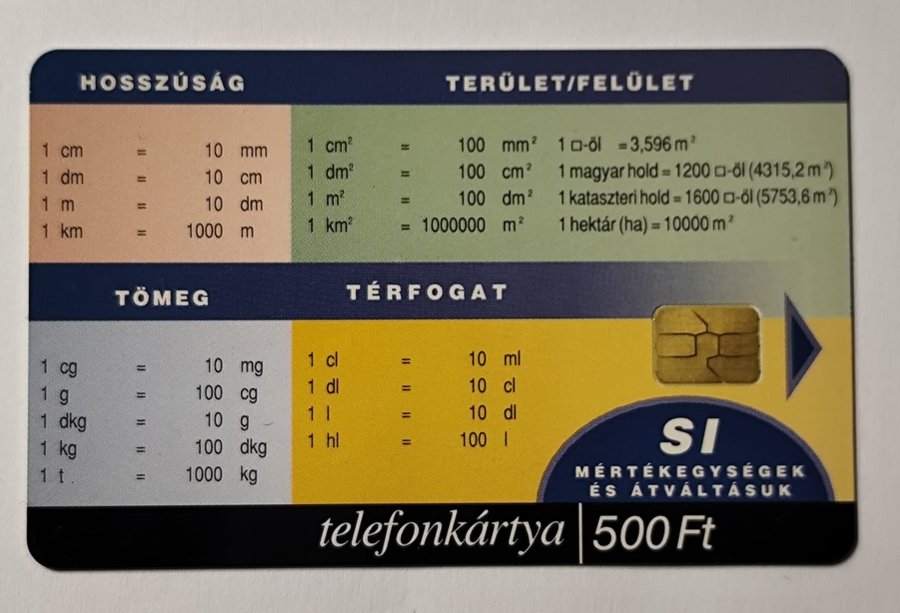 HOSSZÚSÁG
1 cm = 10 mm
1 dm = 10 cm
1 m = 10 dm
1 km = 1000 m
TERÜLET/FELÜLET
1 cm² = 100 mm² 1 □-öl = 3,596 m²
1 dm² = 100 cm² 1 magyar hold = 1200 □-öl (4315,2 m²)
1 m² = 100 dm² 1 kataszteri hold = 1600 □-öl (5753,6 m²)
1 km² = 1000000 m² 1 hektár (ha) = 10000 m²
TÖMEG
1 cg = 10 mg
1 g = 100 cg
1 dkg = 10 g
1 kg = 100 dkg
1 t = 1000 kg
TÉRFOGAT
1 cl = 10 ml
1 dl = 10 cl
1 l = 10 dl
1 hl = 100 l
SI
MÉRTÉKEGYSÉGEK
ÉS ÁTVÁLTÁSUK
telefonkártya 500 Ft